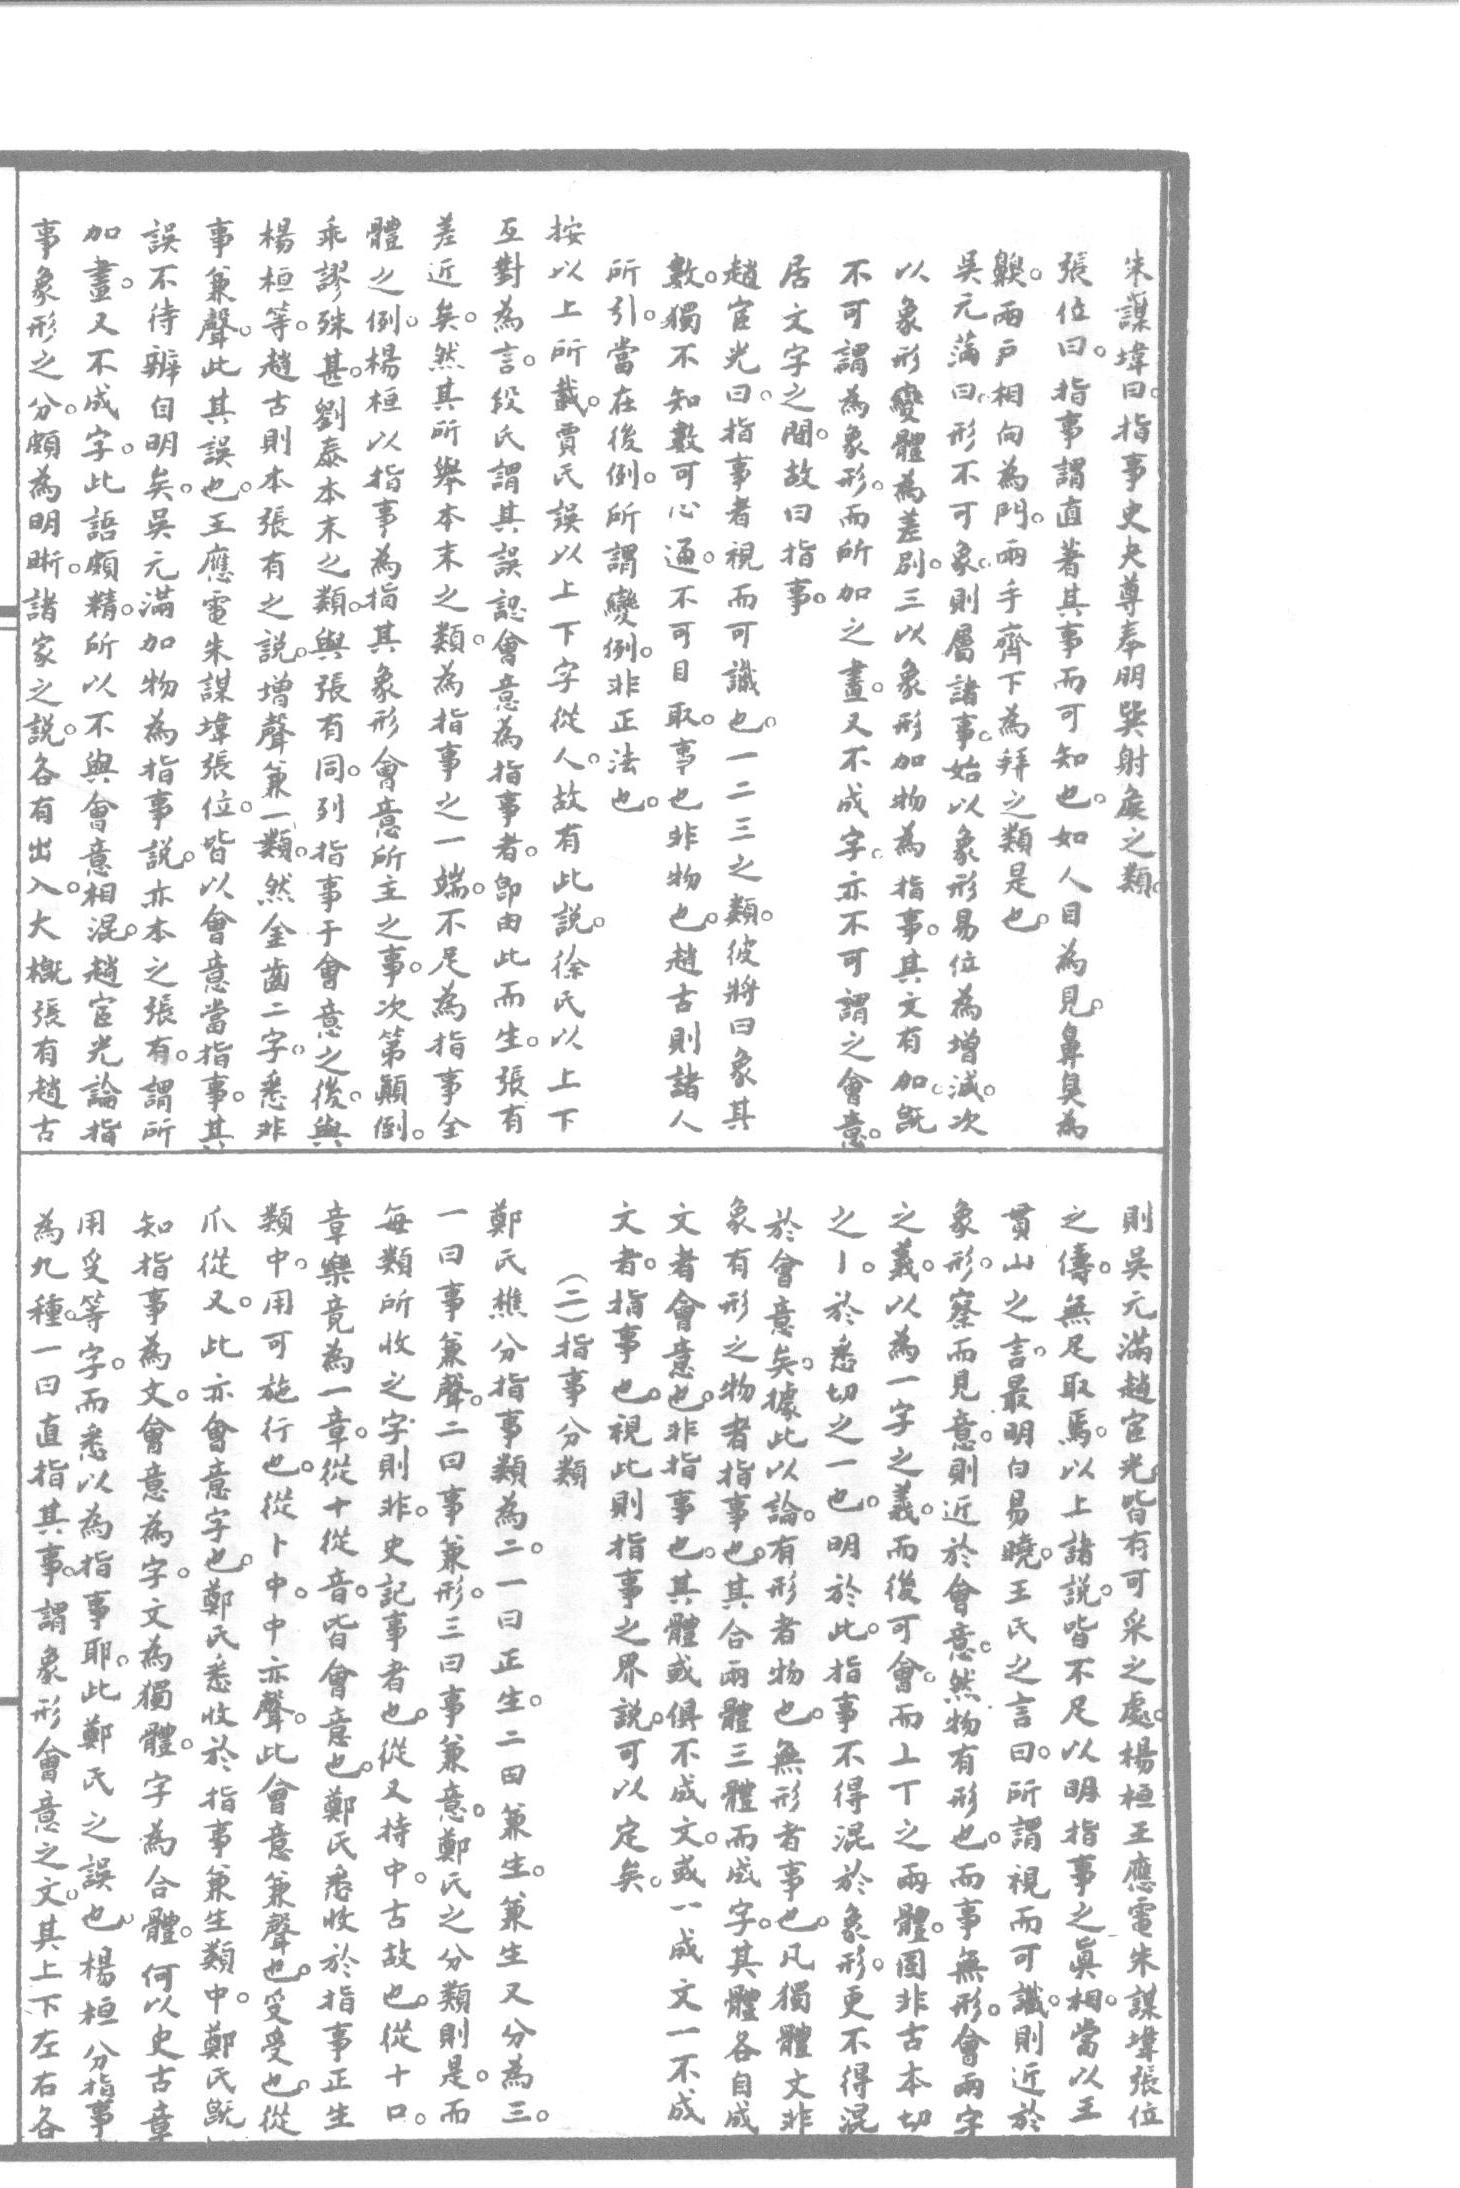 朱謀㙔曰。指事史夬尊奉朙㢲射矦之類。
張位曰。指事謂直著其事而可知也。如人目為見。鼻臭為
齅。兩戶相向為門。兩手齊下為拜之類是也。
吳元滿曰。形不可象。則屬諸事。始以象形易位為增減。次
以象形變體為差別。三以象形加物為指事。其文有加。旣
不可謂為象形。而所加之畫。又不成字。亦不可謂之會意。
居文字之間。故曰指事。
趙宧光曰。指事者視而可識也。一二三之類。彼將曰象其
數。獨不知數可心通。不可目取。事也非物也。趙古則諸人
所引。當在後例。所謂變例。非正法也。
按以上所載。賈氏誤以上下字從人。故有此說。徐氏以上下
互對為言。段氏謂其誤認會意為指事者。卽由此而生。張有
差近矣。然其所舉本末之類。為指事之一端。不足為指事全
體之例。楊桓以指事為指其象形會意所主之事。次第顚倒。
乖謬殊甚。劉泰本末之類。與張有同。列指事于會意之後。與
楊桓等。趙古則本張有之說。增聲兼一類。然金齒二字。悉非
事兼聲。此其誤也。王應電朱謀㙔張位。皆以會意當指事。其
誤不待辨自明矣。吳元滿加物為指事說。亦本之張有。謂所
加畫。又不成字。此語頗精。所以不與會意相混。趙宧光論指
事象形之分。頗為明晰。諸家之說。各有出入。大槪張有趙古
則吳元滿趙宧光。皆有可采之處。楊桓王應電朱謀㙔張位
之儔。無足取焉。以上諸說。皆不足以明指事之眞相。當以王
貫山之言。最明白易曉。王氏之言曰。所謂視而可識。則近於
象形。察而見意。則近於會意。然物有形也。而事無形。會兩字
之義。以為一字之義。而後可會。而上丅之兩體。固非古本切
之丨。於悉切之一也。明於此。指事不得混於象形。更不得混
於會意矣。據此以論。有形者物也。無形者事也。凡獨體文非
象有形之物者指事也。其合兩體三體而成字。其體各自成
文者會意也。非指事也。其體或俱不成文。或一成文一不成
文者。指事也。視此則指事之界說。可以定矣。
(二)指事分類
鄭氏樵分指事類為二。一曰正生。二曰兼生。兼生又分為三。
一曰事兼聲。二曰事兼形。三曰事兼意。鄭氏之分類則是。而
每類所收之字則非。史記事者也。從又持中。古故也。從十口。
章樂竟為一章。從十從音。皆會意也。鄭氏悉收於指事正生
類中。用可施行也。從卜中。中亦聲。此會意兼聲也。叉受也。從
爪從又。此亦會意字也。鄭氏悉收於指事兼生類中。鄭氏旣
知指事為文。會意為字。文為獨體。字為合體。何以史古章
用叉等字。而悉以為指事耶。此鄭氏之誤也。楊桓分指事
為九種。一曰直指其事。謂象形會意之文。其上下左右各